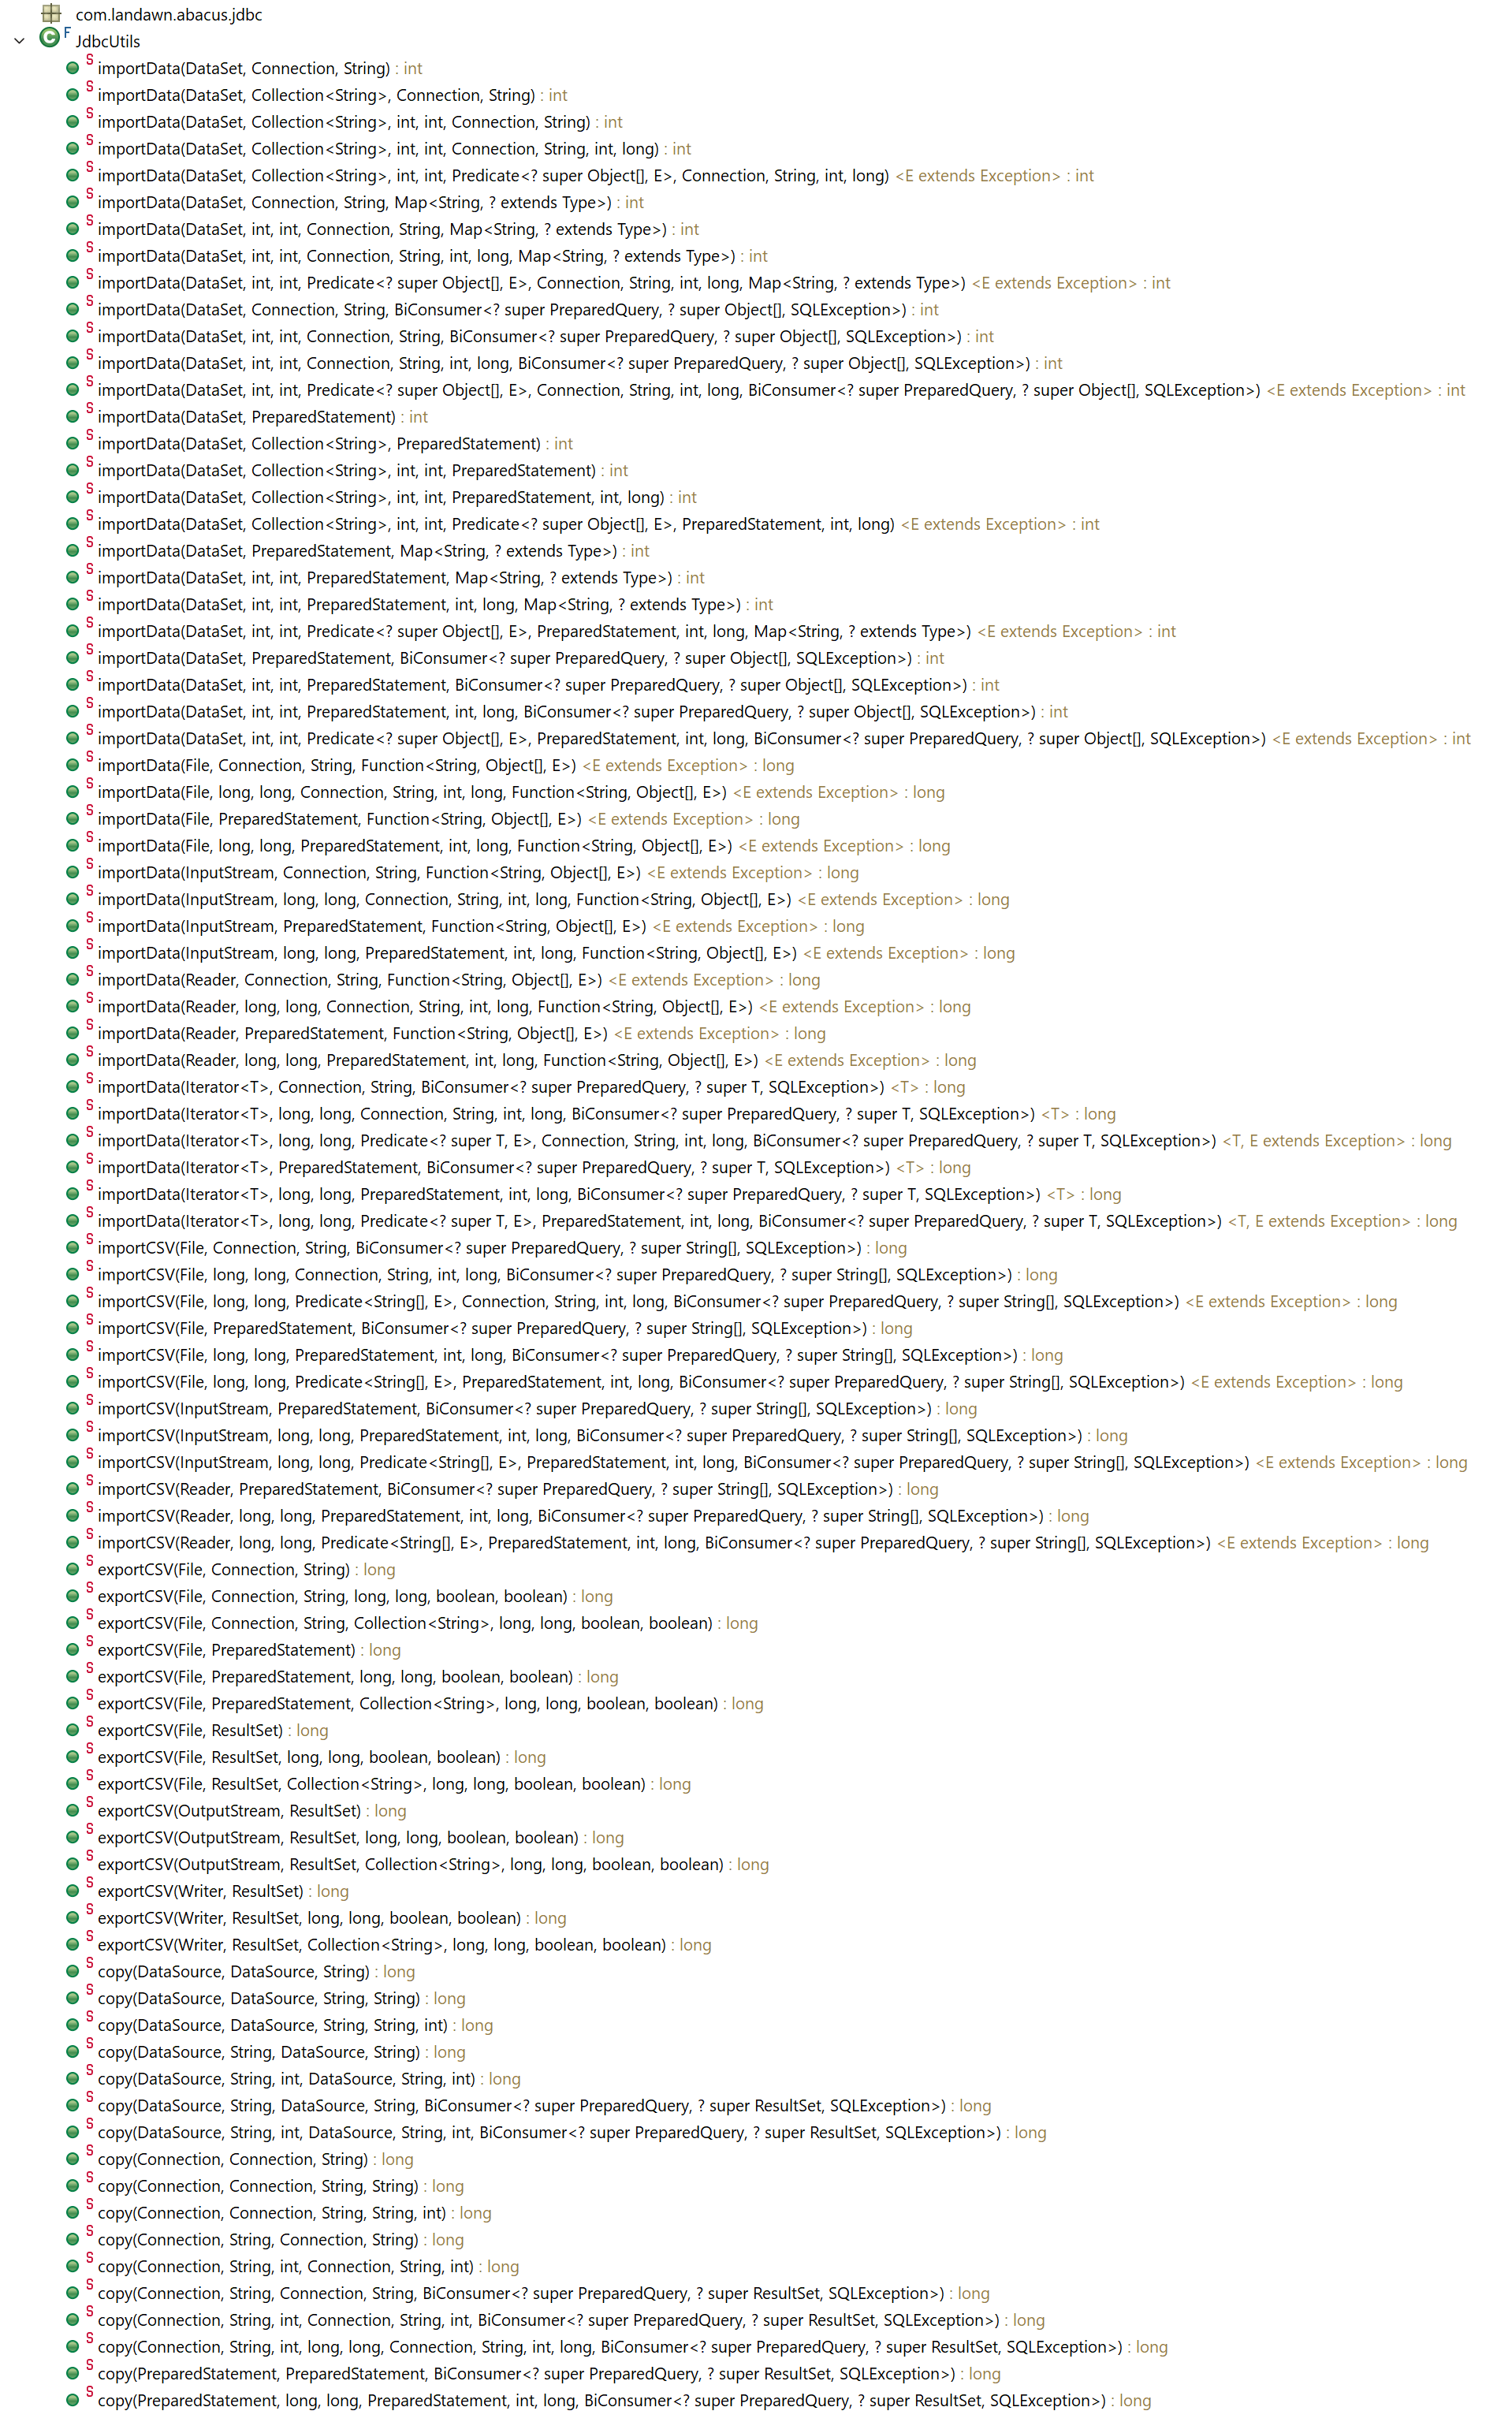 com.landawn.abacus.jdbc
F JdbcUtils
S importData(DataSet, Connection, String) : int
S importData(DataSet, Collection<String>, Connection, String) : int
S importData(DataSet, Collection<String>, int, int, Connection, String) : int
S importData(DataSet, Collection<String>, int, int, Connection, String, int, long) : int
S importData(DataSet, Collection<String>, int, int, Predicate<? super Object[], E>, Connection, String, int, long) <E extends Exception> : int
S importData(DataSet, Connection, String, Map<String, ? extends Type>) : int
S importData(DataSet, int, int, Connection, String, Map<String, ? extends Type>) : int
S importData(DataSet, int, int, Connection, String, int, long, Map<String, ? extends Type>) : int
S importData(DataSet, int, int, Predicate<? super Object[], E>, Connection, String, int, long, Map<String, ? extends Type>) <E extends Exception> : int
S importData(DataSet, Connection, String, BiConsumer<? super PreparedQuery, ? super Object[], SQLException>) : int
S importData(DataSet, int, int, Connection, String, BiConsumer<? super PreparedQuery, ? super Object[], SQLException>) : int
S importData(DataSet, int, int, Connection, String, int, long, BiConsumer<? super PreparedQuery, ? super Object[], SQLException>) : int
S importData(DataSet, int, int, Predicate<? super Object[], E>, Connection, String, int, long, BiConsumer<? super PreparedQuery, ? super Object[], SQLException>) <E extends Exception> : int
S importData(DataSet, PreparedStatement) : int
S importData(DataSet, Collection<String>, PreparedStatement) : int
S importData(DataSet, Collection<String>, int, int, PreparedStatement) : int
S importData(DataSet, Collection<String>, int, int, PreparedStatement, int, long) : int
S importData(DataSet, Collection<String>, int, int, Predicate<? super Object[], E>, PreparedStatement, int, long) <E extends Exception> : int
S importData(DataSet, PreparedStatement, Map<String, ? extends Type>) : int
S importData(DataSet, int, int, PreparedStatement, Map<String, ? extends Type>) : int
S importData(DataSet, int, int, PreparedStatement, int, long, Map<String, ? extends Type>) : int
S importData(DataSet, int, int, Predicate<? super Object[], E>, PreparedStatement, int, long, Map<String, ? extends Type>) <E extends Exception> : int
S importData(DataSet, PreparedStatement, BiConsumer<? super PreparedQuery, ? super Object[], SQLException>) : int
S importData(DataSet, int, int, PreparedStatement, BiConsumer<? super PreparedQuery, ? super Object[], SQLException>) : int
S importData(DataSet, int, int, PreparedStatement, int, long, BiConsumer<? super PreparedQuery, ? super Object[], SQLException>) : int
S importData(DataSet, int, int, Predicate<? super Object[], E>, PreparedStatement, int, long, BiConsumer<? super PreparedQuery, ? super Object[], SQLException>) <E extends Exception> : int
S importData(File, Connection, String, Function<String, Object[], E>) <E extends Exception> : long
S importData(File, long, long, Connection, String, int, long, Function<String, Object[], E>) <E extends Exception> : long
S importData(File, PreparedStatement, Function<String, Object[], E>) <E extends Exception> : long
S importData(File, long, long, PreparedStatement, int, long, Function<String, Object[], E>) <E extends Exception> : long
S importData(InputStream, Connection, String, Function<String, Object[], E>) <E extends Exception> : long
S importData(InputStream, long, long, Connection, String, int, long, Function<String, Object[], E>) <E extends Exception> : long
S importData(InputStream, PreparedStatement, Function<String, Object[], E>) <E extends Exception> : long
S importData(InputStream, long, long, PreparedStatement, int, long, Function<String, Object[], E>) <E extends Exception> : long
S importData(Reader, Connection, String, Function<String, Object[], E>) <E extends Exception> : long
S importData(Reader, long, long, Connection, String, int, long, Function<String, Object[], E>) <E extends Exception> : long
S importData(Reader, PreparedStatement, Function<String, Object[], E>) <E extends Exception> : long
S importData(Reader, long, long, PreparedStatement, int, long, Function<String, Object[], E>) <E extends Exception> : long
S importData(Iterator<T>, Connection, String, BiConsumer<? super PreparedQuery, ? super T, SQLException>) <T> : long
S importData(Iterator<T>, long, long, Connection, String, int, long, BiConsumer<? super PreparedQuery, ? super T, SQLException>) <T> : long
S importData(Iterator<T>, long, long, Predicate<? super T, E>, Connection, String, int, long, BiConsumer<? super PreparedQuery, ? super T, SQLException>) <T, E extends Exception> : long
S importData(Iterator<T>, PreparedStatement, BiConsumer<? super PreparedQuery, ? super T, SQLException>) <T> : long
S importData(Iterator<T>, long, long, PreparedStatement, int, long, BiConsumer<? super PreparedQuery, ? super T, SQLException>) <T> : long
S importData(Iterator<T>, long, long, Predicate<? super T, E>, PreparedStatement, int, long, BiConsumer<? super PreparedQuery, ? super T, SQLException>) <T, E extends Exception> : long
S importCSV(File, Connection, String, BiConsumer<? super PreparedQuery, ? super String[], SQLException>) : long
S importCSV(File, long, long, Connection, String, int, long, BiConsumer<? super PreparedQuery, ? super String[], SQLException>) : long
S importCSV(File, long, long, Predicate<String[], E>, Connection, String, int, long, BiConsumer<? super PreparedQuery, ? super String[], SQLException>) <E extends Exception> : long
S importCSV(File, PreparedStatement, BiConsumer<? super PreparedQuery, ? super String[], SQLException>) : long
S importCSV(File, long, long, PreparedStatement, int, long, BiConsumer<? super PreparedQuery, ? super String[], SQLException>) : long
S importCSV(File, long, long, Predicate<String[], E>, PreparedStatement, int, long, BiConsumer<? super PreparedQuery, ? super String[], SQLException>) <E extends Exception> : long
S importCSV(InputStream, PreparedStatement, BiConsumer<? super PreparedQuery, ? super String[], SQLException>) : long
S importCSV(InputStream, long, long, PreparedStatement, int, long, BiConsumer<? super PreparedQuery, ? super String[], SQLException>) : long
S importCSV(InputStream, long, long, Predicate<String[], E>, PreparedStatement, int, long, BiConsumer<? super PreparedQuery, ? super String[], SQLException>) <E extends Exception> : long
S importCSV(Reader, PreparedStatement, BiConsumer<? super PreparedQuery, ? super String[], SQLException>) : long
S importCSV(Reader, long, long, PreparedStatement, int, long, BiConsumer<? super PreparedQuery, ? super String[], SQLException>) : long
S importCSV(Reader, long, long, Predicate<String[], E>, PreparedStatement, int, long, BiConsumer<? super PreparedQuery, ? super String[], SQLException>) <E extends Exception> : long
S exportCSV(File, Connection, String) : long
S exportCSV(File, Connection, String, long, long, boolean, boolean) : long
S exportCSV(File, Connection, String, Collection<String>, long, long, boolean, boolean) : long
S exportCSV(File, PreparedStatement) : long
S exportCSV(File, PreparedStatement, long, long, boolean, boolean) : long
S exportCSV(File, PreparedStatement, Collection<String>, long, long, boolean, boolean) : long
S exportCSV(File, ResultSet) : long
S exportCSV(File, ResultSet, long, long, boolean, boolean) : long
S exportCSV(File, ResultSet, Collection<String>, long, long, boolean, boolean) : long
S exportCSV(OutputStream, ResultSet) : long
S exportCSV(OutputStream, ResultSet, long, long, boolean, boolean) : long
S exportCSV(OutputStream, ResultSet, Collection<String>, long, long, boolean, boolean) : long
S exportCSV(Writer, ResultSet) : long
S exportCSV(Writer, ResultSet, long, long, boolean, boolean) : long
S exportCSV(Writer, ResultSet, Collection<String>, long, long, boolean, boolean) : long
S copy(DataSource, DataSource, String) : long
S copy(DataSource, DataSource, String, String) : long
S copy(DataSource, DataSource, String, String, int) : long
S copy(DataSource, String, DataSource, String) : long
S copy(DataSource, String, int, DataSource, String, int) : long
S copy(DataSource, String, DataSource, String, BiConsumer<? super PreparedQuery, ? super ResultSet, SQLException>) : long
S copy(DataSource, String, int, DataSource, String, int, BiConsumer<? super PreparedQuery, ? super ResultSet, SQLException>) : long
S copy(Connection, Connection, String) : long
S copy(Connection, Connection, String, String) : long
S copy(Connection, Connection, String, String, int) : long
S copy(Connection, String, Connection, String) : long
S copy(Connection, String, int, Connection, String, int) : long
S copy(Connection, String, Connection, String, BiConsumer<? super PreparedQuery, ? super ResultSet, SQLException>) : long
S copy(Connection, String, int, Connection, String, int, BiConsumer<? super PreparedQuery, ? super ResultSet, SQLException>) : long
S copy(Connection, String, int, long, long, Connection, String, int, long, BiConsumer<? super PreparedQuery, ? super ResultSet, SQLException>) : long
S copy(PreparedStatement, PreparedStatement, BiConsumer<? super PreparedQuery, ? super ResultSet, SQLException>) : long
S copy(PreparedStatement, long, long, PreparedStatement, int, long, BiConsumer<? super PreparedQuery, ? super ResultSet, SQLException>) : long